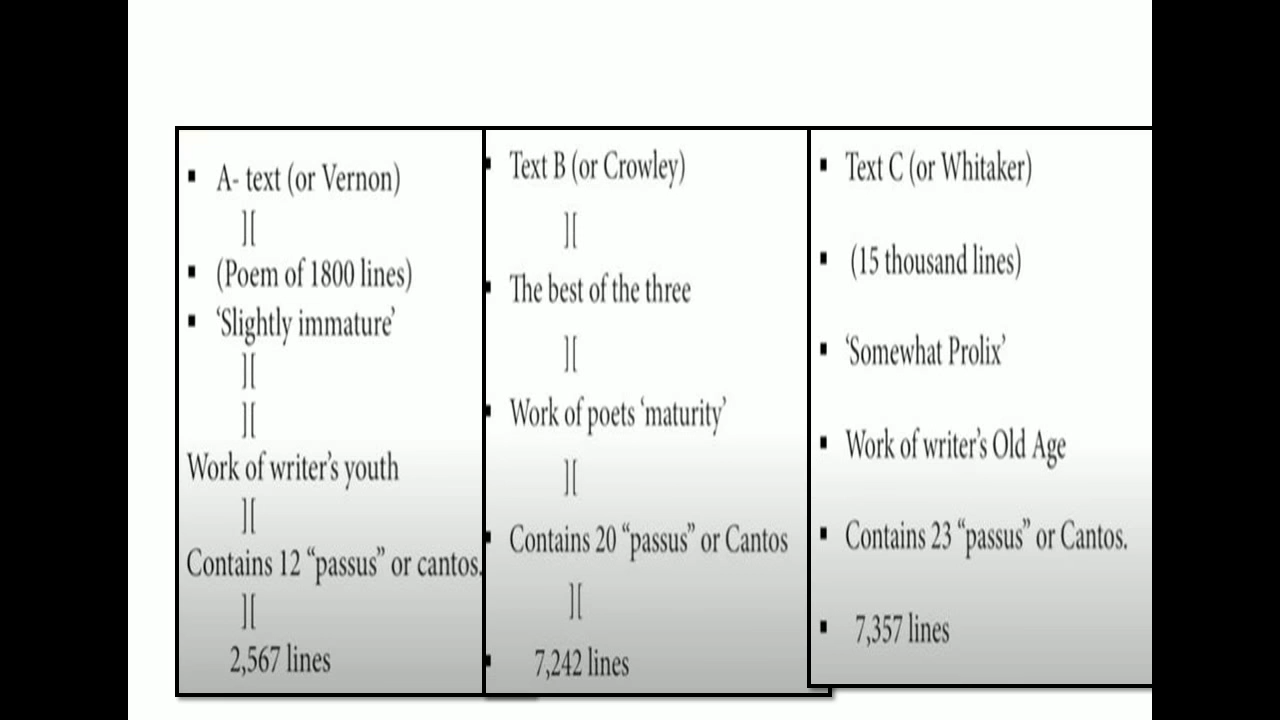 ▪ A- text (or Vernon)
][
▪ (Poem of 1800 lines)
▪ ‘Slightly immature’
][
][
Work of writer’s youth
][
Contains 12 “passus” or cantos.
][
2,567 lines
▪ Text B (or Crowley)
][
▪ The best of the three
][
▪ Work of poets ‘maturity’
][
▪ Contains 20 “passus” or Cantos
][
▪ 7,242 lines
▪ Text C (or Whitaker)
▪ (15 thousand lines)
▪ ‘Somewhat Prolix’
▪ Work of writer’s Old Age
▪ Contains 23 “passus” or Cantos.
▪ 7,357 lines